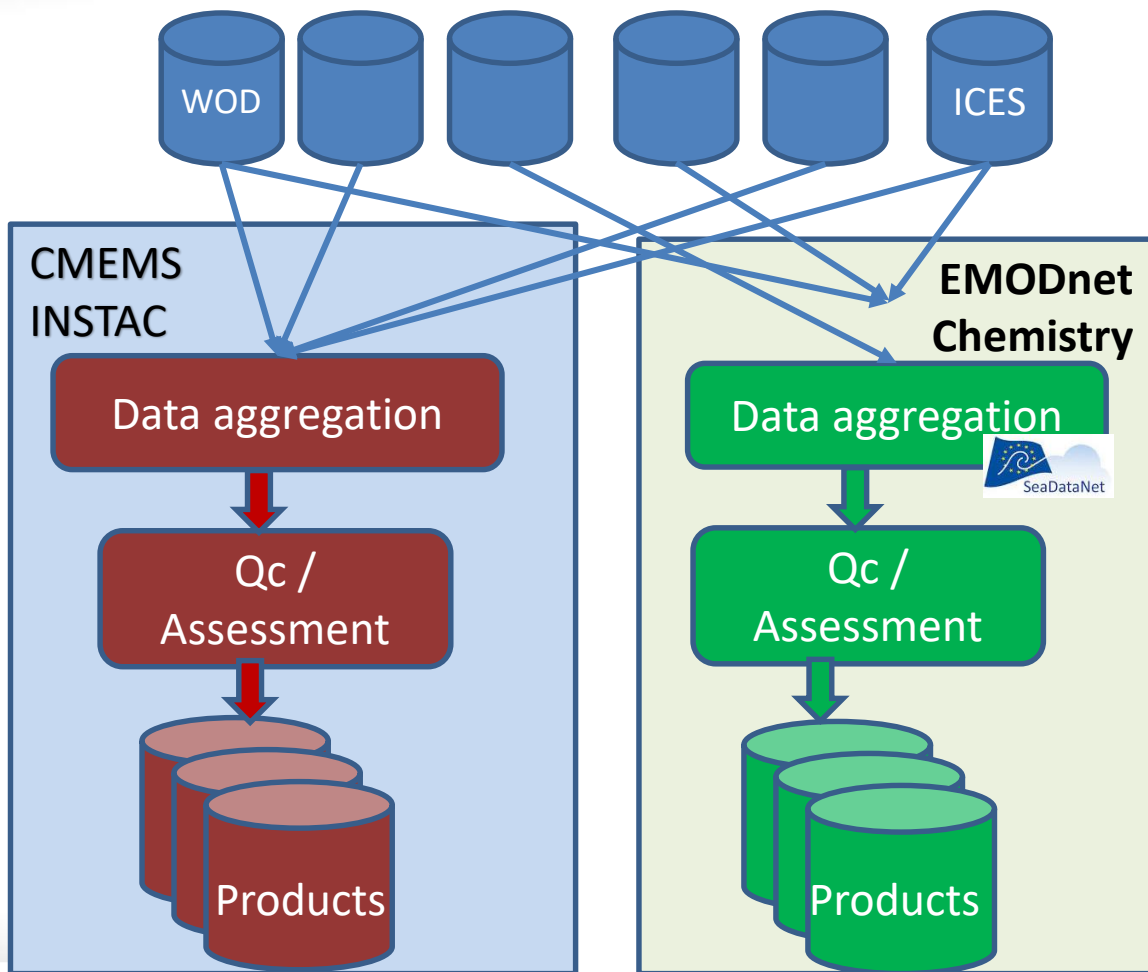 WOD
ICES
CMEMS
INSTAC
EMODnet
Chemistry
Data aggregation
Data aggregation
SeaDataNet
Qc /
Assessment
Qc /
Assessment
Products
Products